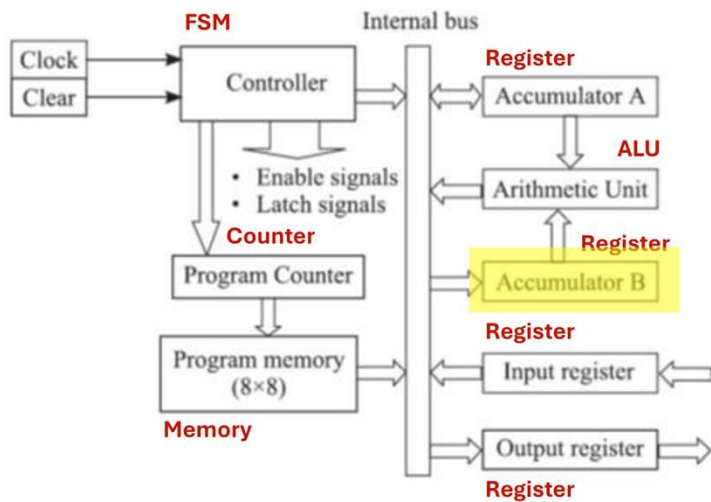 FSM
Internal bus
Clock
Clear
Controller
Register
Accumulator A
ALU
• Enable signals
• Latch signals
Arithmetic Unit
Counter
Register
Program Counter
Accumulator B
Register
Program memory
(8×8)
Input register
Memory
Output register
Register